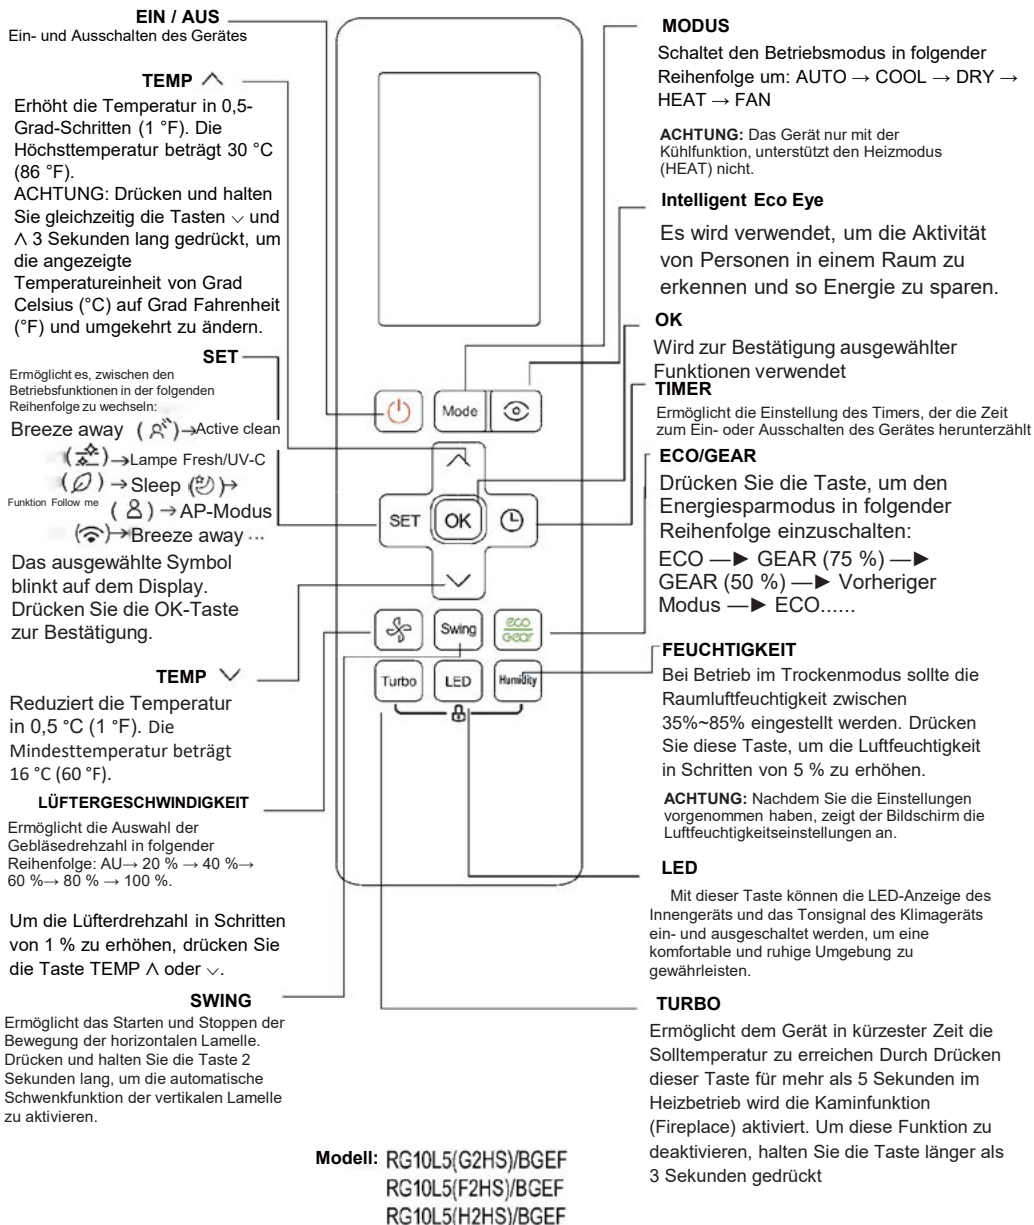 EIN / AUS
Ein- und Ausschalten des Gerätes
TEMP ∧
Erhöht die Temperatur in 0,5-
Grad-Schritten (1 °F). Die
Höchsttemperatur beträgt 30 °C
(86 °F).
ACHTUNG: Drücken und halten
Sie gleichzeitig die Tasten ∨ und
∧ 3 Sekunden lang gedrückt, um
die angezeigte
Temperatureinheit von Grad
Celsius (°C) auf Grad Fahrenheit
(°F) und umgekehrt zu ändern.
SET
Ermöglicht es, zwischen den
Betriebsfunktionen in der folgenden
Reihenfolge zu wechseln:
Breeze away ( ) →Active clean
( ) →Lampe Fresh/UV-C
( ) → Sleep ( ) →
Funktion Follow me ( ) → AP-Modus
( ) → Breeze away ...
Das ausgewählte Symbol
blinkt auf dem Display.
Drücken Sie die OK-Taste
zur Bestätigung.
TEMP ∨
Reduziert die Temperatur
in 0,5 °C (1 °F). Die
Mindesttemperatur beträgt
16 °C (60 °F).
LÜFTERGESCHWINDIGKEIT
Ermöglicht die Auswahl der
Gebläsedrehzahl in folgender
Reihenfolge: AU→ 20 % → 40 %→
60 %→ 80 % → 100 %.
Um die Lüfterdrehzahl in Schritten
von 1 % zu erhöhen, drücken Sie
die Taste TEMP ∧ oder ∨.
SWING
Ermöglicht das Starten und Stoppen der
Bewegung der horizontalen Lamelle.
Drücken und halten Sie die Taste 2
Sekunden lang, um die automatische
Schwenkfunktion der vertikalen Lamelle
zu aktivieren.
Mode
SET
OK
Swing
eco
Gear
Turbo
LED
Humidity
MODUS
Schaltet den Betriebsmodus in folgender
Reihenfolge um: AUTO → COOL → DRY →
HEAT → FAN
ACHTUNG: Das Gerät nur mit der
Kühlfunktion, unterstützt den Heizmodus
(HEAT) nicht.
Intelligent Eco Eye
Es wird verwendet, um die Aktivität
von Personen in einem Raum zu
erkennen und so Energie zu sparen.
OK
Wird zur Bestätigung ausgewählter
Funktionen verwendet
TIMER
Ermöglicht die Einstellung des Timers, der die Zeit
zum Ein- oder Ausschalten des Gerätes herunterzählt
ECO/GEAR
Drücken Sie die Taste, um den
Energiesparmodus in folgender
Reihenfolge einzuschalten:
ECO —► GEAR (75 %) —►
GEAR (50 %) —► Vorheriger
Modus —► ECO......
FEUCHTIGKEIT
Bei Betrieb im Trockenmodus sollte die
Raumluftfeuchtigkeit zwischen
35%~85% eingestellt werden. Drücken
Sie diese Taste, um die Luftfeuchtigkeit
in Schritten von 5 % zu erhöhen.
ACHTUNG: Nachdem Sie die Einstellungen
vorgenommen haben, zeigt der Bildschirm die
Luftfeuchtigkeitseinstellungen an.
LED
Mit dieser Taste können die LED-Anzeige des
Innengeräts und das Tonsignal des Klimageräts
ein- und ausgeschaltet werden, um eine
komfortable and ruhige Umgebung zu
gewährleisten.
TURBO
Ermöglicht dem Gerät in kürzester Zeit die
Solltemperatur zu erreichen Durch Drücken
dieser Taste für mehr als 5 Sekunden im
Heizbetrieb wird die Kaminfunktion
(Fireplace) aktiviert. Um diese Funktion zu
deaktivieren, halten Sie die Taste länger als
3 Sekunden gedrückt
Modell: RG10L5(G2HS)/BGEF
RG10L5(F2HS)/BGEF
RG10L5(H2HS)/BGEF